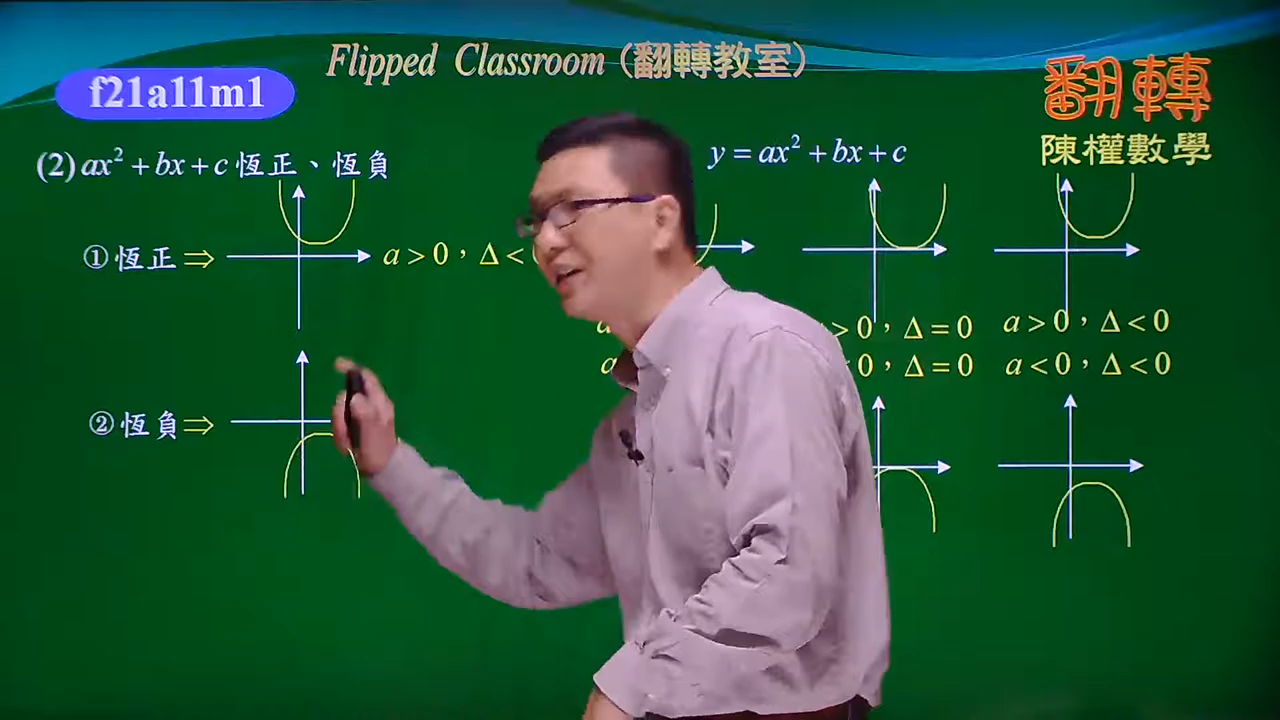 Flipped Classroom (翻轉教室)
f21a11m1
翻轉
陳權數學
(2) ax² + bx + c 恆正、恆負
y = ax² + bx + c
①恆正⇒
a > 0，Δ <
> 0，Δ = 0
a > 0，Δ < 0
0，Δ = 0
a < 0，Δ < 0
②恆負⇒